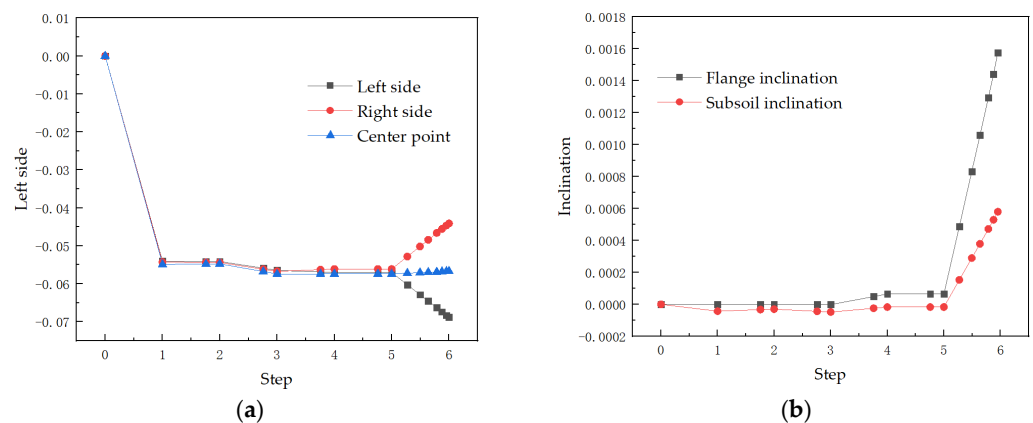 0.01
0.00
-0.01
-0.02
-0.03
-0.04
-0.05
-0.06
-0.07
Left side
Left side
Right side
Center point
0 1 2 3 4 5 6
Step
(a)
0.0018
0.0016
0.0014
0.0012
0.0010
0.0008
0.0006
0.0004
0.0002
0.0000
-0.0002
Inclination
Flange inclination
Subsoil inclination
0 1 2 3 4 5 6
Step
(b)